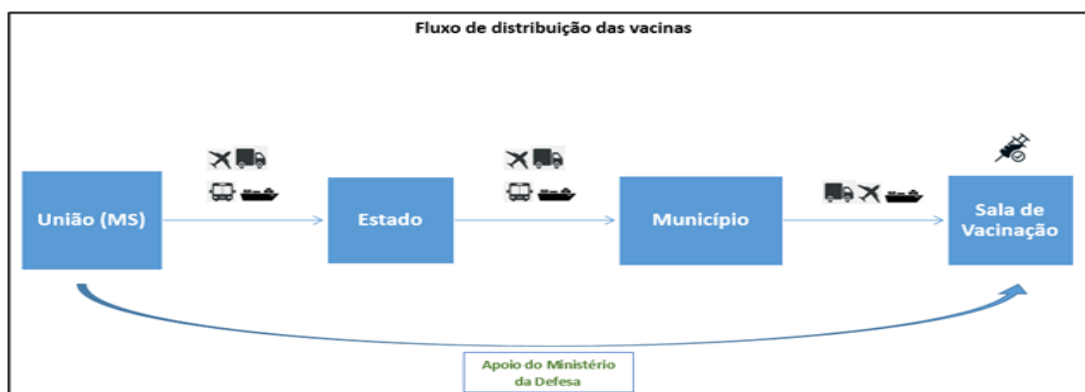 Fluxo de distribuição das vacinas
União (MS)
Estado
Município
Sala de
Vacinação
Apoio do Ministério
da Defesa